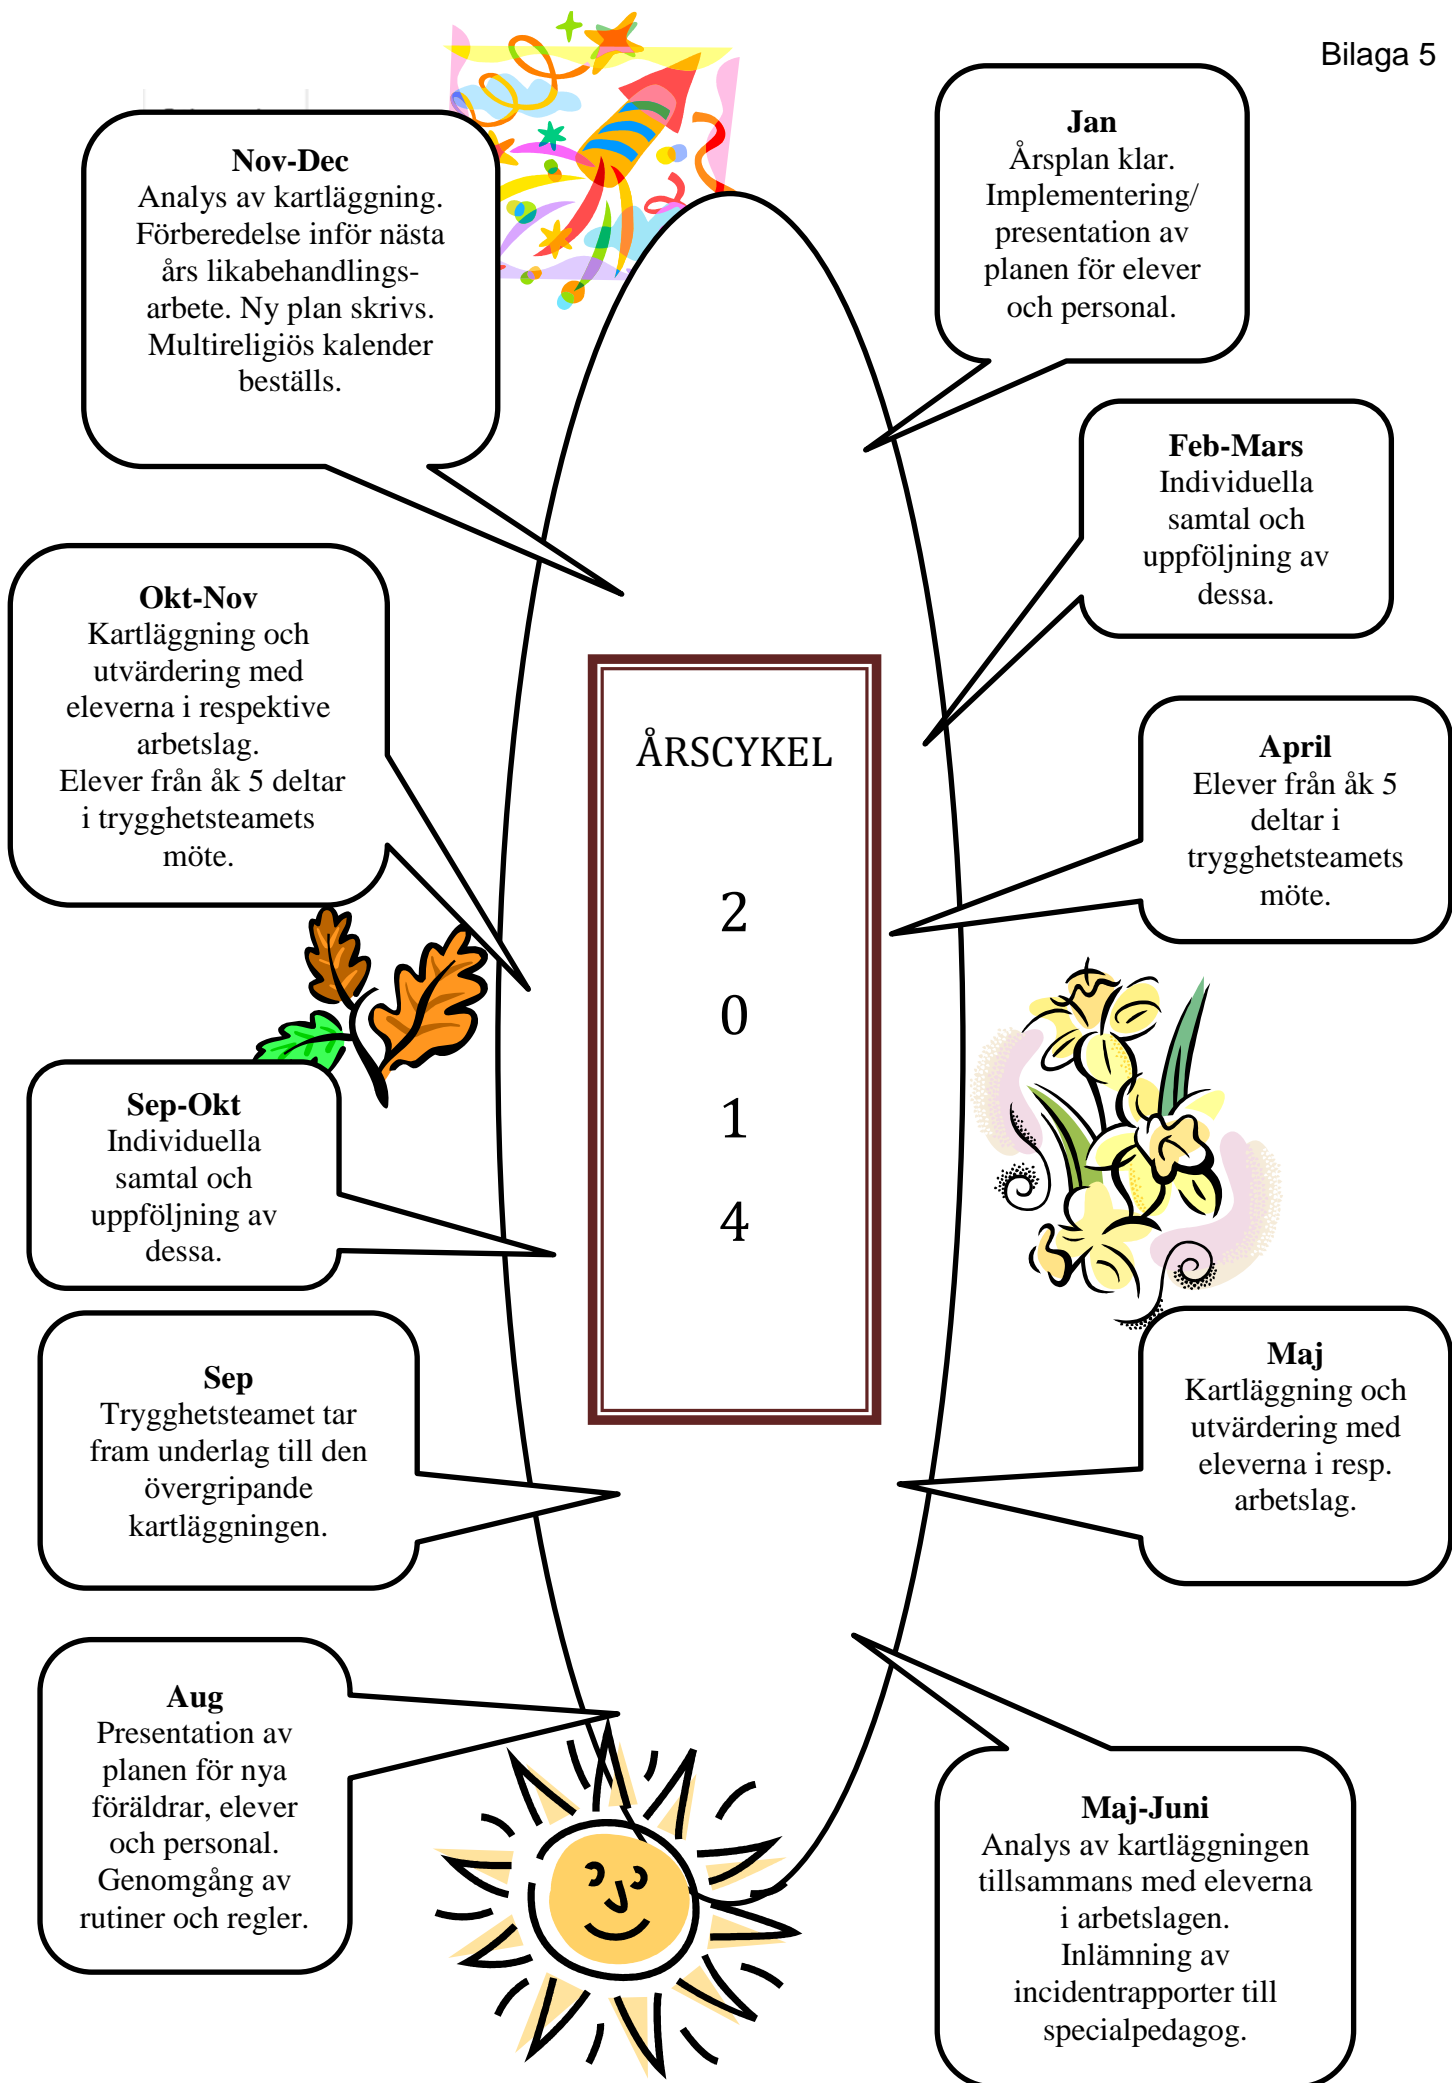 Bilaga 5
Jan
Årsplan klar.
Implementering/
presentation av
planen för elever
och personal.
Feb-Mars
Individuella
samtal och
uppföljning av
dessa.
April
Elever från åk 5
deltar i
trygghetsteamets
möte.
Maj
Kartläggning och
utvärdering med
eleverna i resp.
arbetslag.
Maj-Juni
Analys av kartläggningen
tillsammans med eleverna
i arbetslagen.
Inlämning av
incidentrapporter till
specialpedagog.
Aug
Presentation av
planen för nya
föräldrar, elever
och personal.
Genomgång av
rutiner och regler.
Sep
Trygghetsteamet tar
fram underlag till den
övergripande
kartläggningen.
Sep-Okt
Individuella
samtal och
uppföljning av
dessa.
Okt-Nov
Kartläggning och
utvärdering med
eleverna i respektive
arbetslag.
Elever från åk 5 deltar
i trygghetsteamets
möte.
Nov-Dec
Analys av kartläggning.
Förberedelse inför nästa
års likabehandlings-
arbete. Ny plan skrivs.
Multireligiös kalender
beställs.
ÅRSCYKEL
2
0
1
4